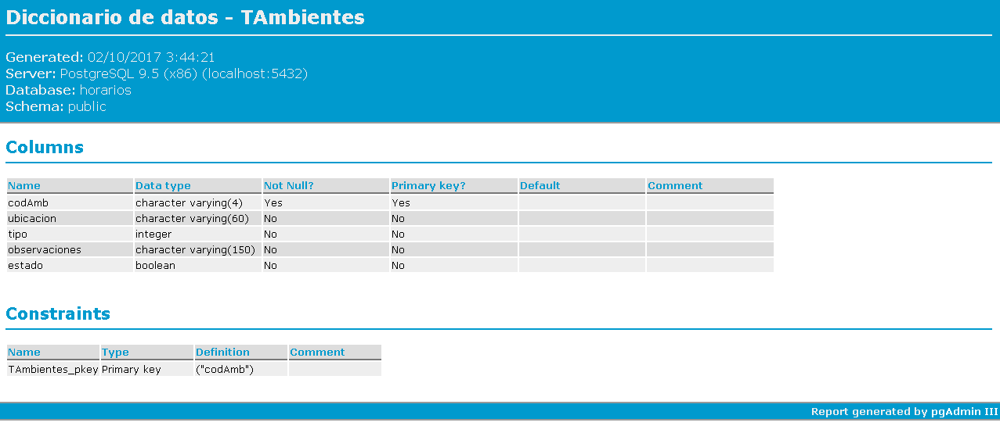 Diccionario de datos - TAmbientes
Generated: 02/10/2017 3:44:21
Server: PostgreSQL 9.5 (x86) (localhost:5432)
Database: horarios
Schema: public
Columns
Name Data type Not Null? Primary key? Default Comment
codAmb character varying(4) Yes Yes
ubicacion character varying(60) No No
tipo integer No No
observaciones character varying(150) No No
estado boolean No No
Constraints
Name Type Definition Comment
TAmbientes_pkey Primary key ("codAmb")
Report generated by pgAdmin III